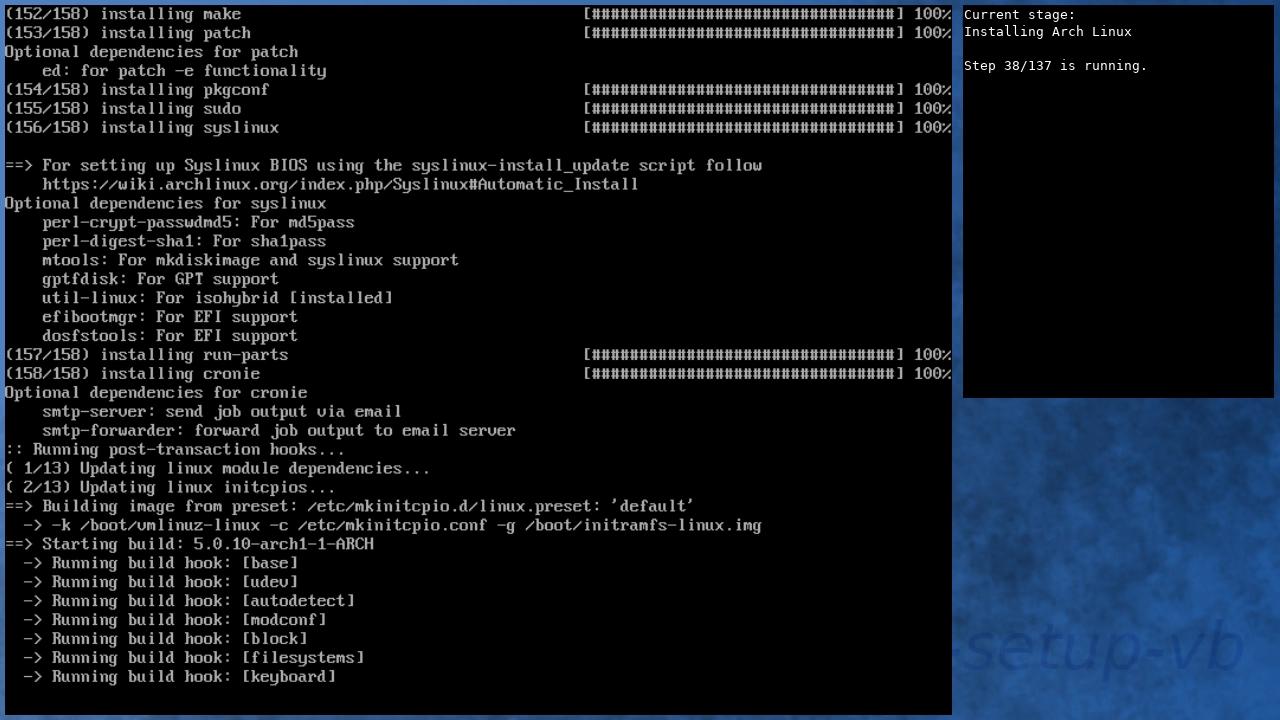 (152/158) installing make [################################] 100%
(153/158) installing patch [################################] 100%
Optional dependencies for patch
    ed: for patch -e functionality
(154/158) installing pkgconf [################################] 100%
(155/158) installing sudo [################################] 100%
(156/158) installing syslinux [################################] 100%

==> For setting up Syslinux BIOS using the syslinux-install_update script follow
    https://wiki.archlinux.org/index.php/Syslinux#Automatic_Install
Optional dependencies for syslinux
    perl-crypt-passwdmd5: For md5pass
    perl-digest-sha1: For sha1pass
    mtools: For mkdiskimage and syslinux support
    gptfdisk: For GPT support
    util-linux: For isohybrid [installed]
    efibootmgr: For EFI support
    dosfstools: For EFI support
(157/158) installing run-parts [################################] 100%
(158/158) installing cronie [################################] 100%
Optional dependencies for cronie
    smtp-server: send job output via email
    smtp-forwarder: forward job output to email server
:: Running post-transaction hooks...
( 1/13) Updating linux module dependencies...
( 2/13) Updating linux initcpios...
==> Building image from preset: /etc/mkinitcpio.d/linux.preset: 'default'
  -> -k /boot/vmlinuz-linux -c /etc/mkinitcpio.conf -g /boot/initramfs-linux.img
==> Starting build: 5.0.10-arch1-1-ARCH
  -> Running build hook: [base]
  -> Running build hook: [udev]
  -> Running build hook: [autodetect]
  -> Running build hook: [modconf]
  -> Running build hook: [block]
  -> Running build hook: [filesystems]
  -> Running build hook: [keyboard]
Current stage:
Installing Arch Linux

Step 38/137 is running.
-setup-vb